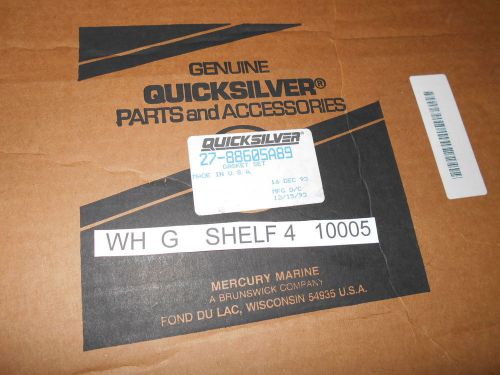 GENUINE
QUICKSILVER®
PARTS and ACCESSORIES
QUICKSILVER®
27-88605A89
GASKET SET
MADE IN U.S.A
16 DEC 93
MFG D/C
12/15/93
WH G SHELF 4 10005
MERCURY MARINE
A BRUNSWICK COMPANY
FOND DU LAC, WISCONSIN 54935 U.S.A.